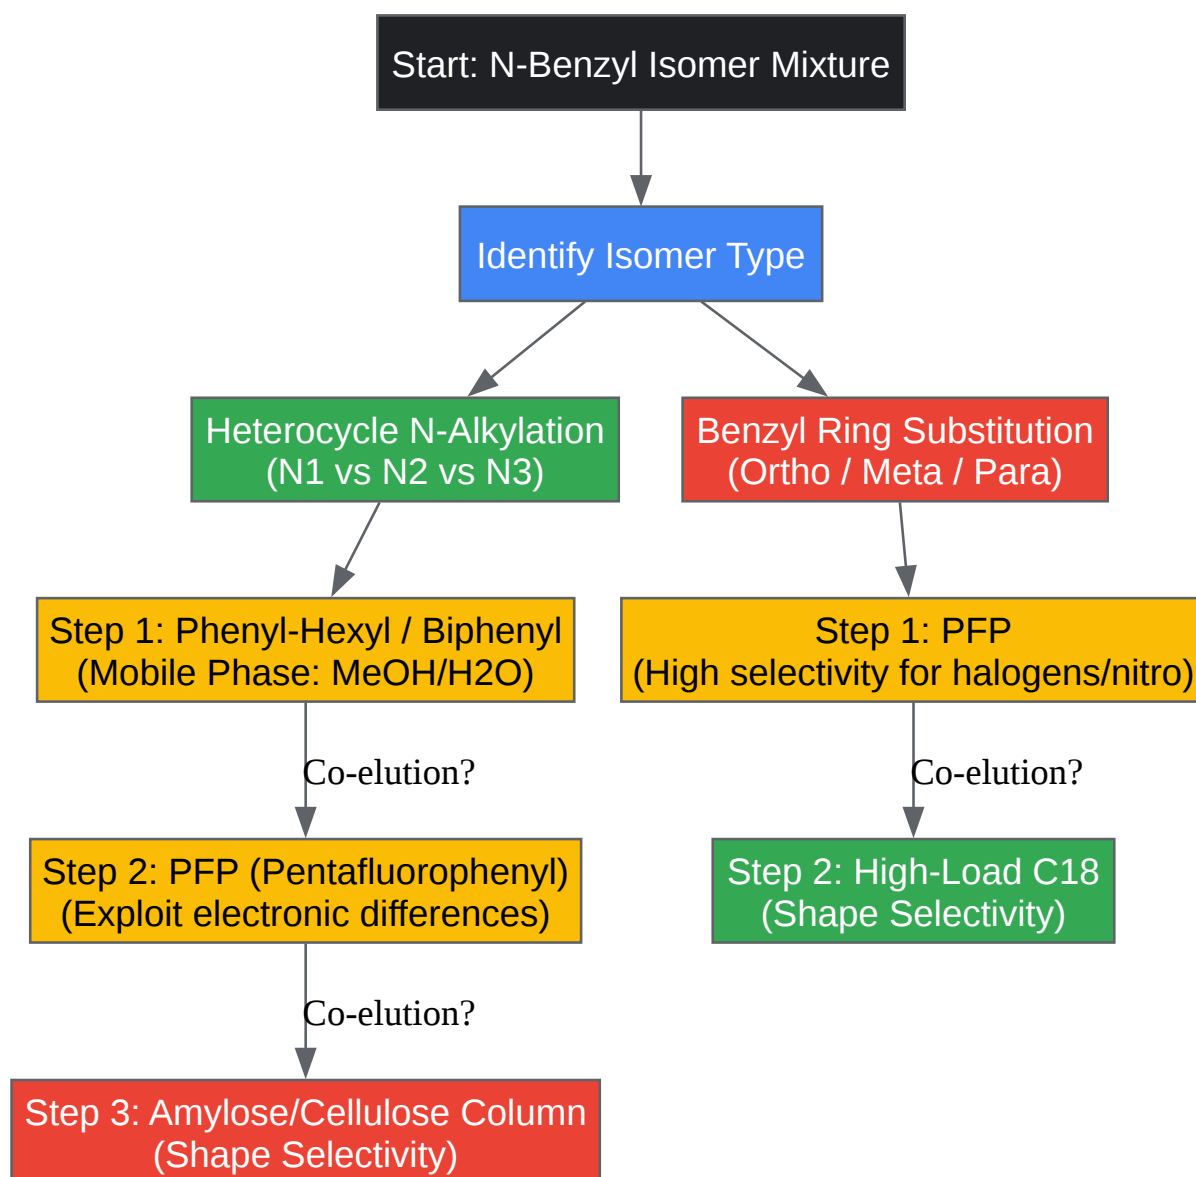 Start: N-Benzyl Isomer Mixture
Identify Isomer Type
Heterocycle N-Alkylation
(N1 vs N2 vs N3)
Benzyl Ring Substitution
(Ortho / Meta / Para)
Step 1: Phenyl-Hexyl / Biphenyl
(Mobile Phase: MeOH/H2O)
Step 1: PFP
(High selectivity for halogens/nitro)
Co-elution?
Co-elution?
Step 2: PFP (Pentafluorophenyl)
(Exploit electronic differences)
Step 2: High-Load C18
(Shape Selectivity)
Co-elution?
Step 3: Amylose/Cellulose Column
(Shape Selectivity)